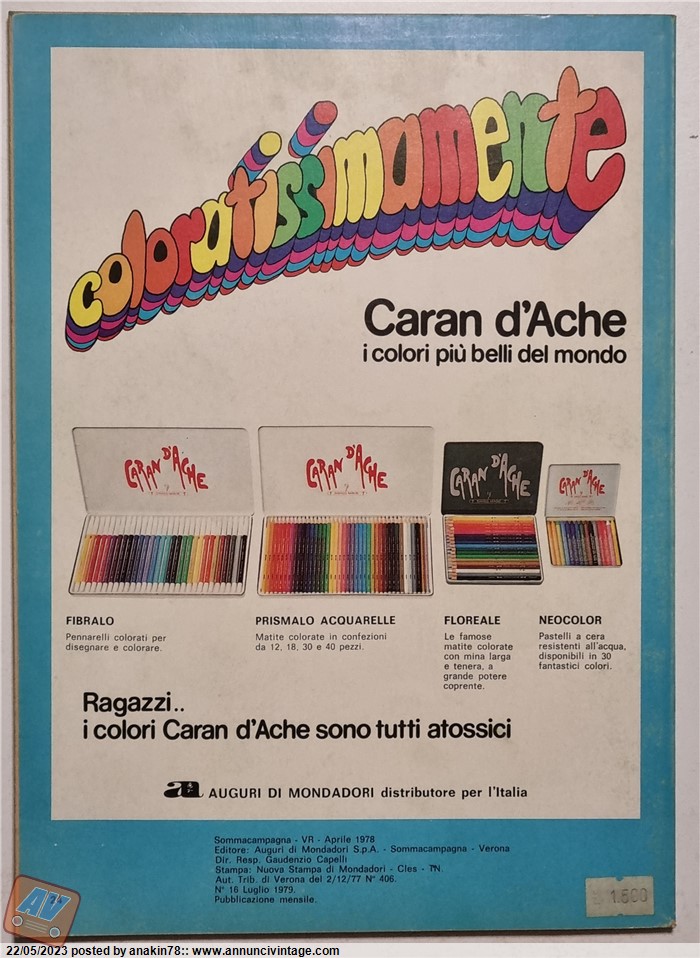 coloratissimamente
Caran d'Ache
i colori più belli del mondo
CARAN D'ACHE
CARAN D'ACHE
CARAN D'ACHE
CARAN D'ACHE
FIBRALO
Pennarelli colorati per
disegnare e colorare.
PRISMALO ACQUARELLE
Matite colorate in confezioni
da 12, 18, 30 e 40 pezzi.
FLOREALE
Le famose
matite colorate
con mina larga
e tenera, a
grande potere
coprente.
NEOCOLOR
Pastelli a cera
resistenti all'acqua,
disponibili in 30
fantastici colori.
Ragazzi..
i colori Caran d'Ache sono tutti atossici
AUGURI DI MONDADORI distributore per l'Italia
Sommacampagna - VR - Aprile 1978
Editore: Auguri di Mondadori S.p.A. - Sommacampagna - Verona
Dir. Resp. Gaudenzio Capelli
Stampa: Nuova Stampa di Mondadori - Cles - TN.
Aut. Trib. di Verona del 2/12/77 N° 406.
N° 16 Luglio 1979.
Pubblicazione mensile.
1.600
AV
24
22/05/2023 posted by anakin78:: www.annuncivintage.com